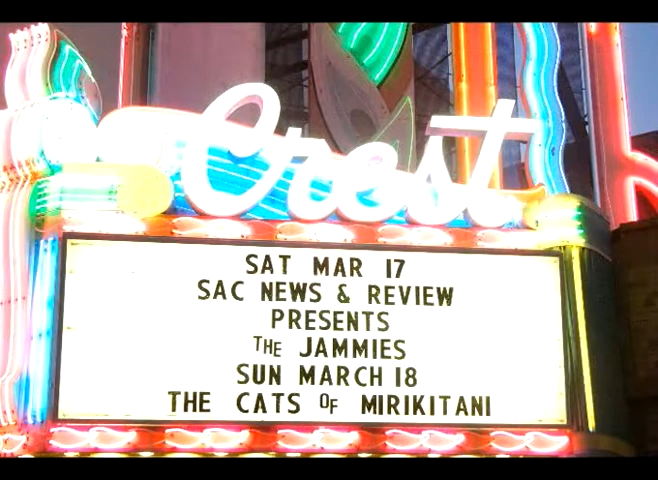 Crest
SAT MAR 17
SAC NEWS & REVIEW
PRESENTS
THE JAMMIES
SUN MARCH 18
THE CATS OF MIRIKITANI